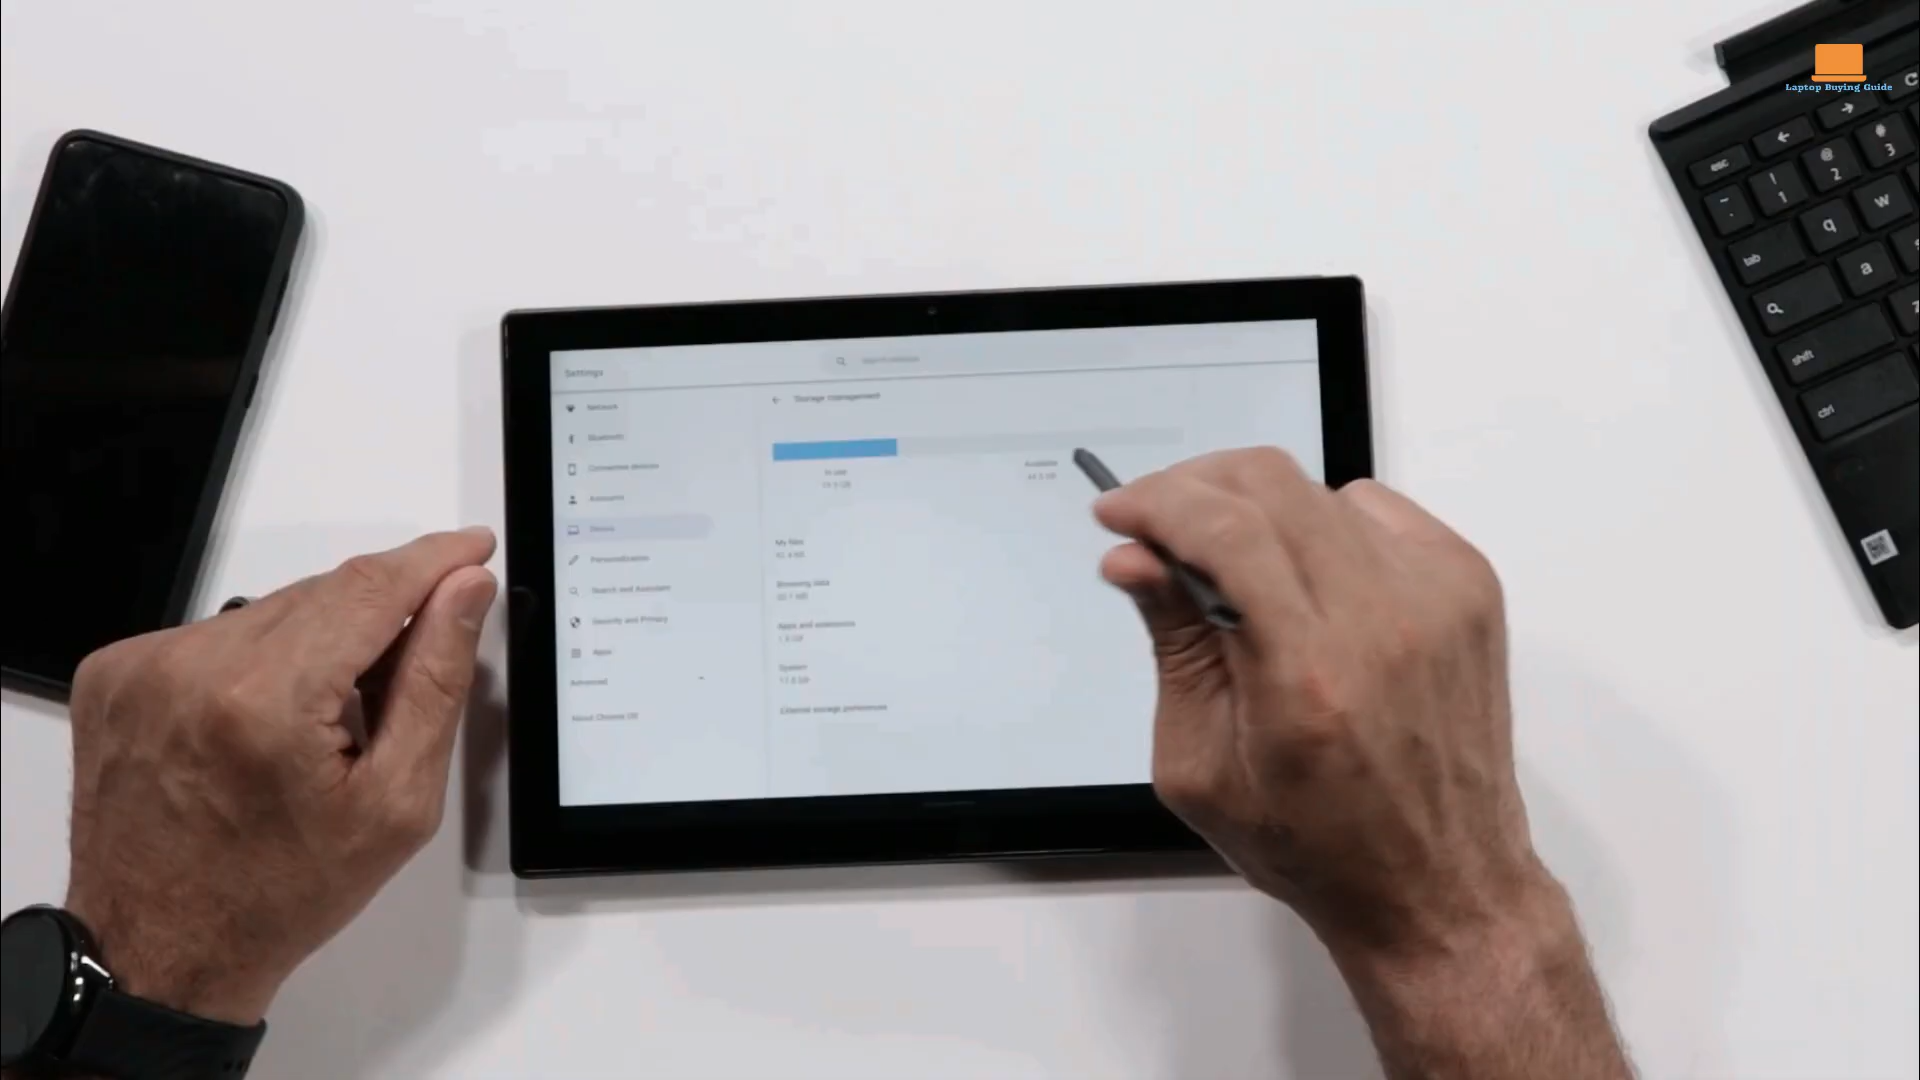 Laptop Buying Guide
Settings
Search settings
Network
Bluetooth
Connected devices
Accounts
Device
Personalization
Search and Assistant
Security and Privacy
Apps
Advanced
About Chrome OS
Storage management
In use
Available
My files
Browsing data
Apps and extensions
System
External storage preferences
esc
!
1
@
2
#
3
~
tab
q
w
a
shift
ctrl